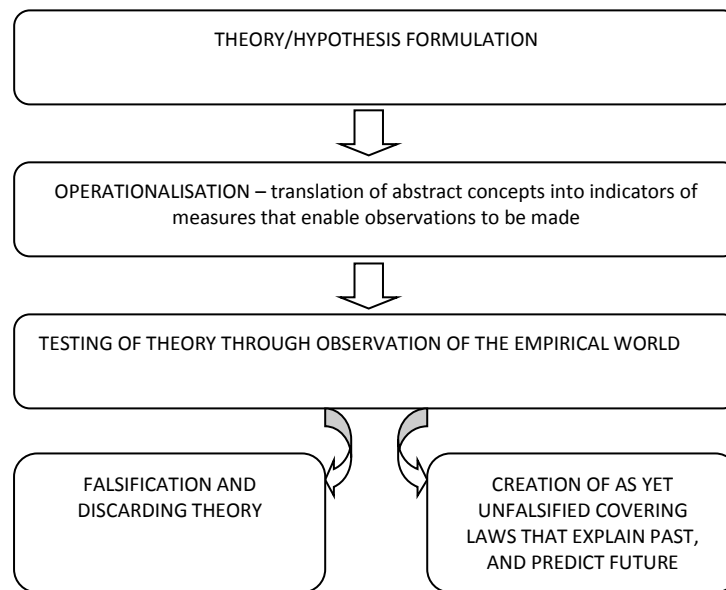 THEORY/HYPOTHESIS FORMULATION
OPERATIONALISATION – translation of abstract concepts into indicators of
measures that enable observations to be made
TESTING OF THEORY THROUGH OBSERVATION OF THE EMPIRICAL WORLD
FALSIFICATION AND
DISCARDING THEORY
CREATION OF AS YET
UNFALSIFIED COVERING
LAWS THAT EXPLAIN PAST,
AND PREDICT FUTURE